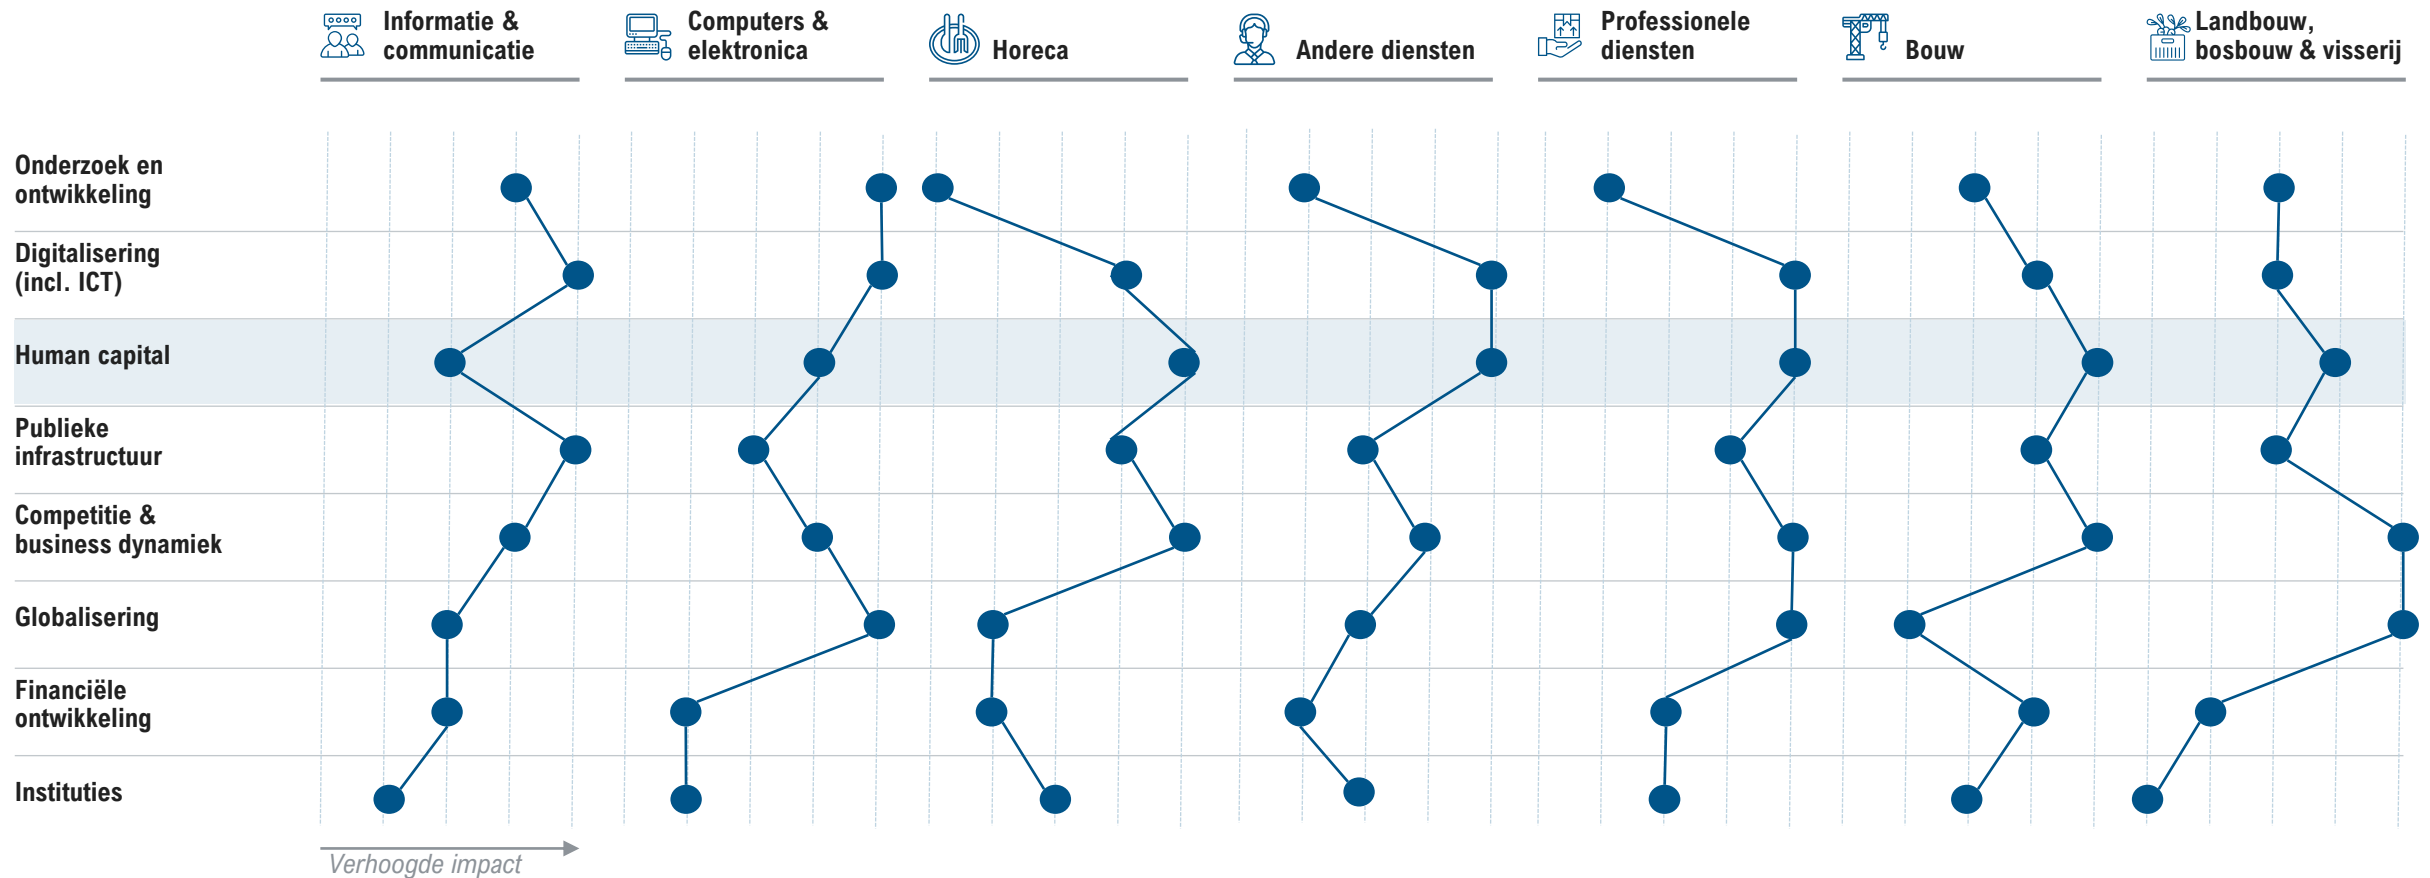 Informatie &
communicatie
Computers &
elektronica
Horeca
Andere diensten
Professionele
diensten
Bouw
Landbouw,
bosbouw & visserij
Onderzoek en
ontwikkeling
Digitalisering
(incl. ICT)
Human capital
Publieke
infrastructuur
Competitie &
business dynamiek
Globalisering
Financiële
ontwikkeling
Instituties
Verhoogde impact